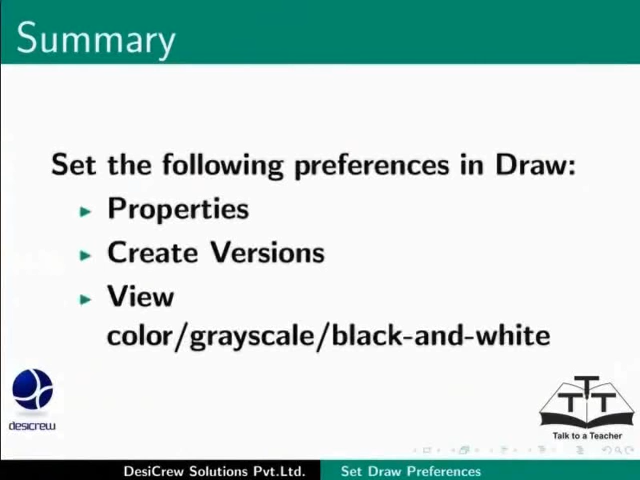 Summary
Set the following preferences in Draw:
Properties
Create Versions
View
color/grayscale/black-and-white
desicrew
TTT
Talk to a Teacher
DesiCrew Solutions Pvt.Ltd. Set Draw Preferences